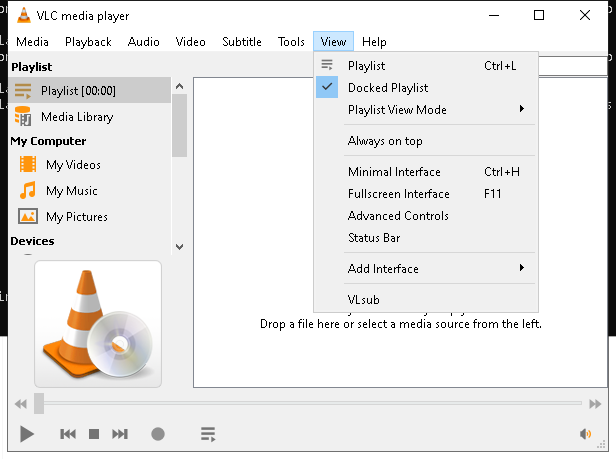 VLC media player
Media Playback Audio Video Subtitle Tools View Help
Playlist
Playlist [00:00]
Media Library
My Computer
My Videos
My Music
My Pictures
Devices
Playlist Ctrl+L
Docked Playlist
Playlist View Mode
Always on top
Minimal Interface Ctrl+H
Fullscreen Interface F11
Advanced Controls
Status Bar
Add Interface
VLsub
Drop a file here or select a media source from the left.